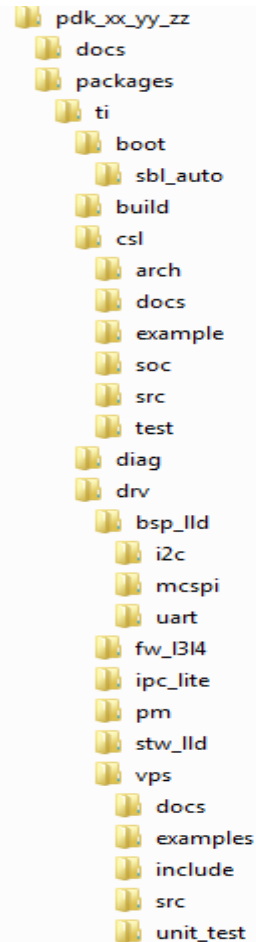 pdk_xx_yy_zz
docs
packages
ti
boot
sbl_auto
build
csl
arch
docs
example
soc
src
test
diag
drv
bsp_lld
i2c
mcspi
uart
fw_l3l4
ipc_lite
pm
stw_lld
vps
docs
examples
include
src
unit_test